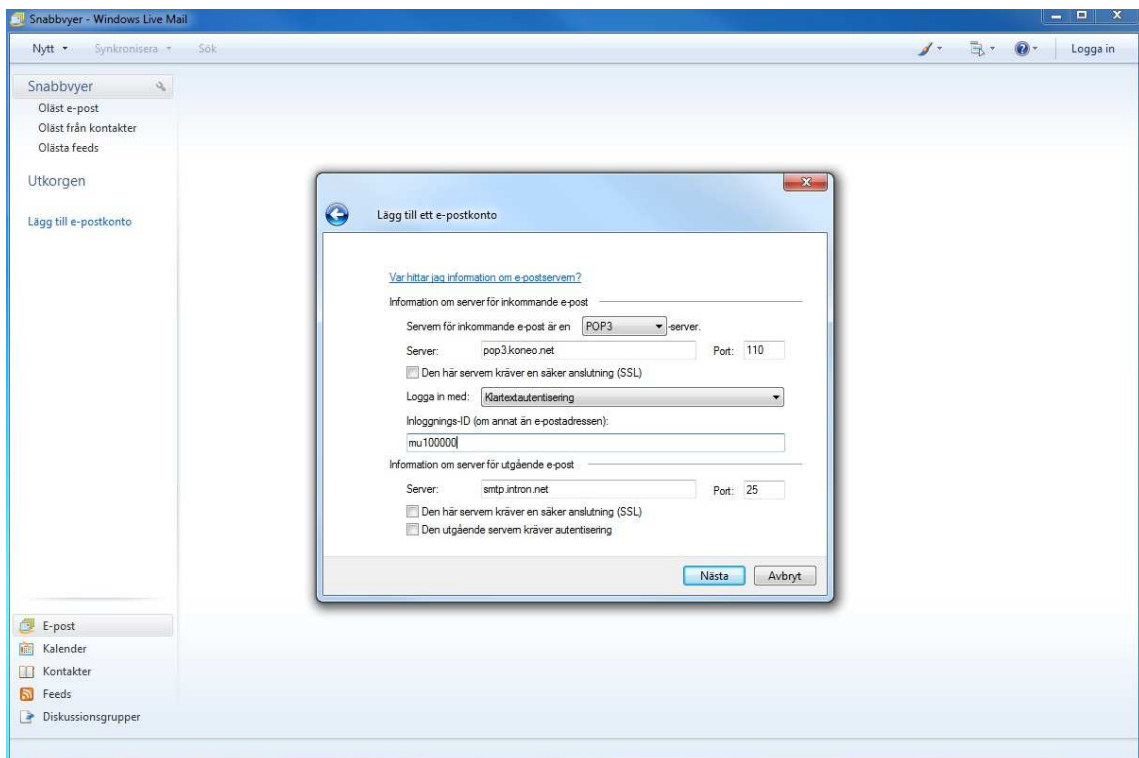 Snabbvyer - Windows Live Mail
Nytt Synkronisera Sök Logga in
Snabbvyer
Oläst e-post
Oläst från kontakter
Olästa feeds
Utkorgen
Lägg till e-postkonto
Lägg till ett e-postkonto
Var hittar jag information om e-postservern?
Information om server för inkommande e-post
Servern för inkommande e-post är en POP3 -server.
Server: pop3.koneo.net Port: 110
Den här servern kräver en säker anslutning (SSL)
Logga in med: Klartextautentisering
Inloggnings-ID (om annat än e-postadressen):
mu100000
Information om server för utgående e-post
Server: smtp.intron.net Port: 25
Den här servern kräver en säker anslutning (SSL)
Den utgående servern kräver autentisering
Nästa Avbryt
E-post
Kalender
Kontakter
Feeds
Diskussionsgrupper